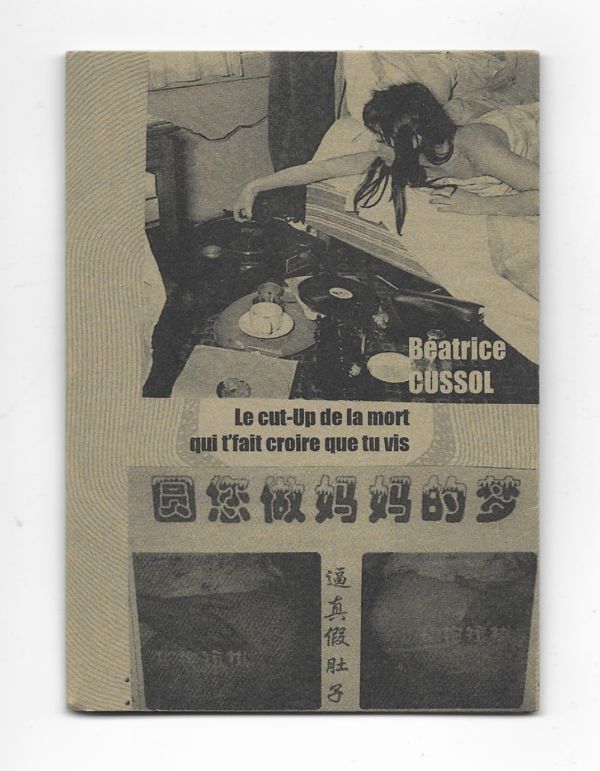 Béatrice
CUSSOL
Le cut-Up de la mort
qui t'fait croire que tu vis
圆您做妈妈的梦
逼真假肚子